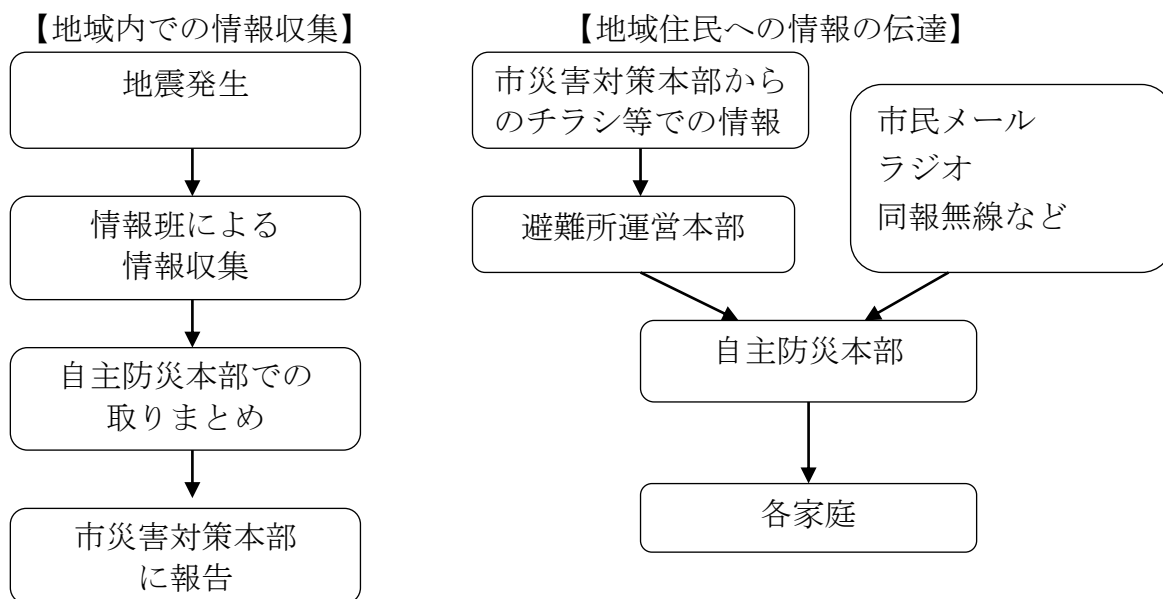 【地域内での情報収集】
地震発生
情報班による
情報収集
自主防災本部での
取りまとめ
市災害対策本部
に報告
【地域住民への情報の伝達】
市災害対策本部から
のチラシ等での情報
避難所運営本部
市民メール
ラジオ
同報無線など
自主防災本部
各家庭